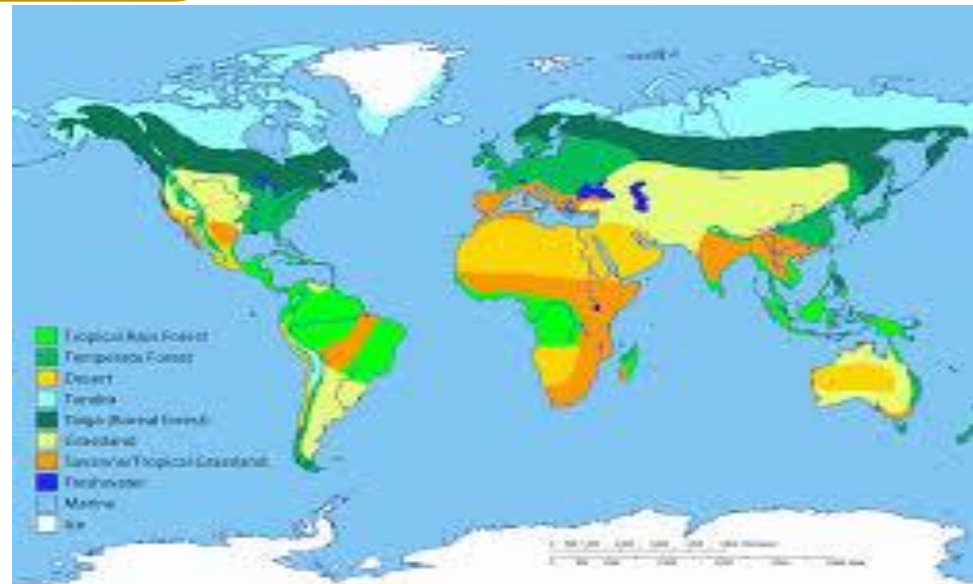 Tropical Rain Forest
Temperate Forest
Desert
Tundra
Taiga (Boreal forest)
Grassland
Savanna/Tropical Grassland
Freshwater
Marine
Ice